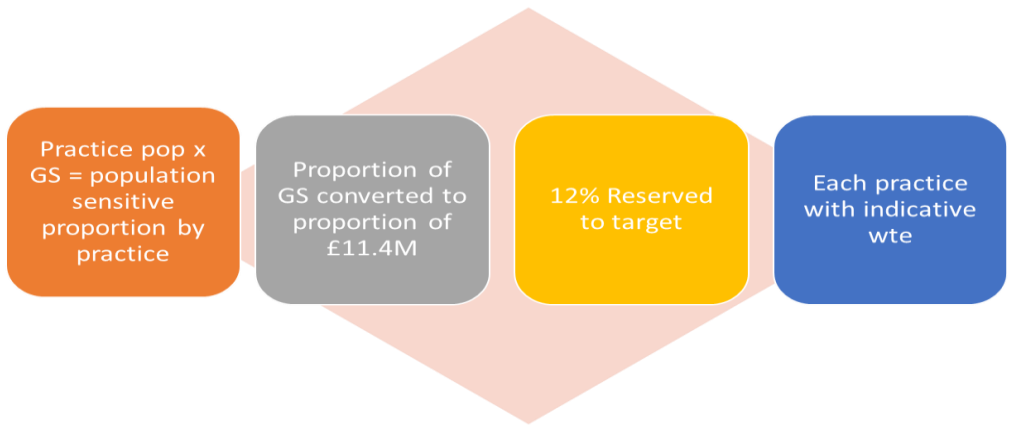 Practice pop x
GS = population
sensitive
proportion by
practice
Proportion of
GS converted to
proportion of
£11.4M
12% Reserved
to target
Each practice
with indicative
wte